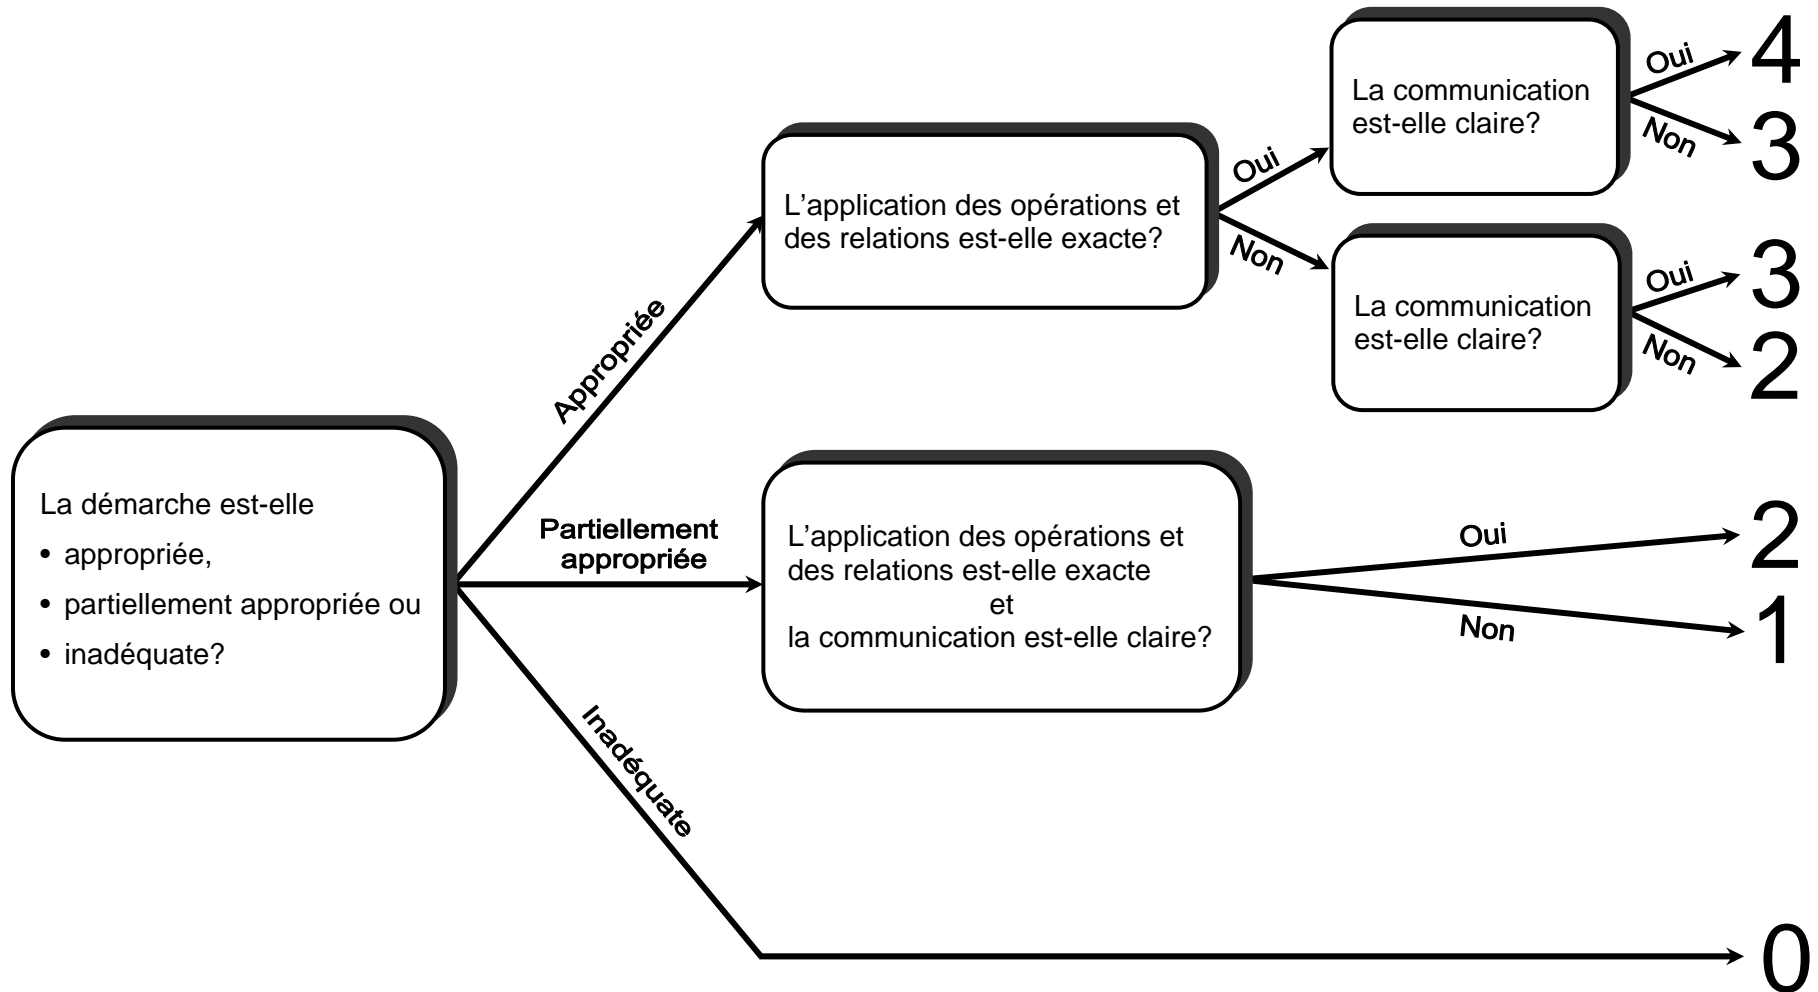 La démarche est-elle
• appropriée,
• partiellement appropriée ou
• inadéquate?
Appropriée
L’application des opérations et
des relations est-elle exacte?
Oui
La communication
est-elle claire?
Oui
4
Non
3
Non
La communication
est-elle claire?
Oui
3
Non
2
Partiellement
appropriée
L’application des opérations et
des relations est-elle exacte
et
la communication est-elle claire?
Oui
2
Non
1
Inadéquate
0